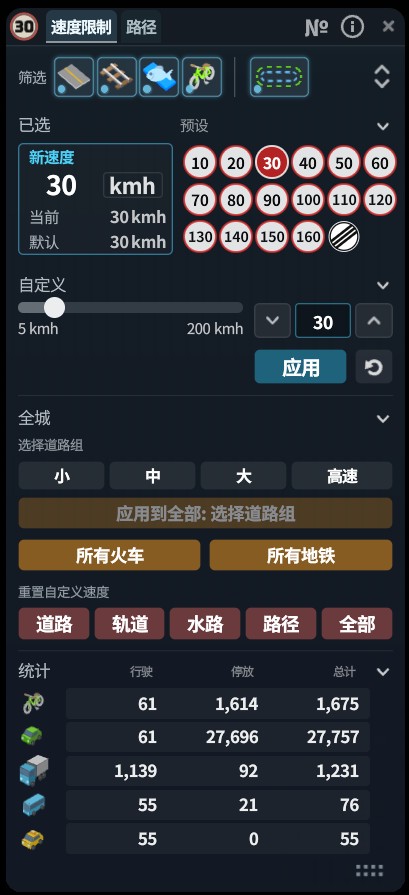 30 速度限制 路径 №
筛选
已选 预设
新速度
30 kmh
当前 30 kmh
默认 30 kmh
10 20 30 40 50 60
70 80 90 100 110 120
130 140 150 160
自定义
5 kmh 200 kmh 30
应用
全城
选择道路组
小 中 大 高速
应用到全部: 选择道路组
所有火车 所有地铁
重置自定义速度
道路 轨道 水路 路径 全部
统计 行驶 停放 总计
61 1,614 1,675
61 27,696 27,757
1,139 92 1,231
55 21 76
55 0 55